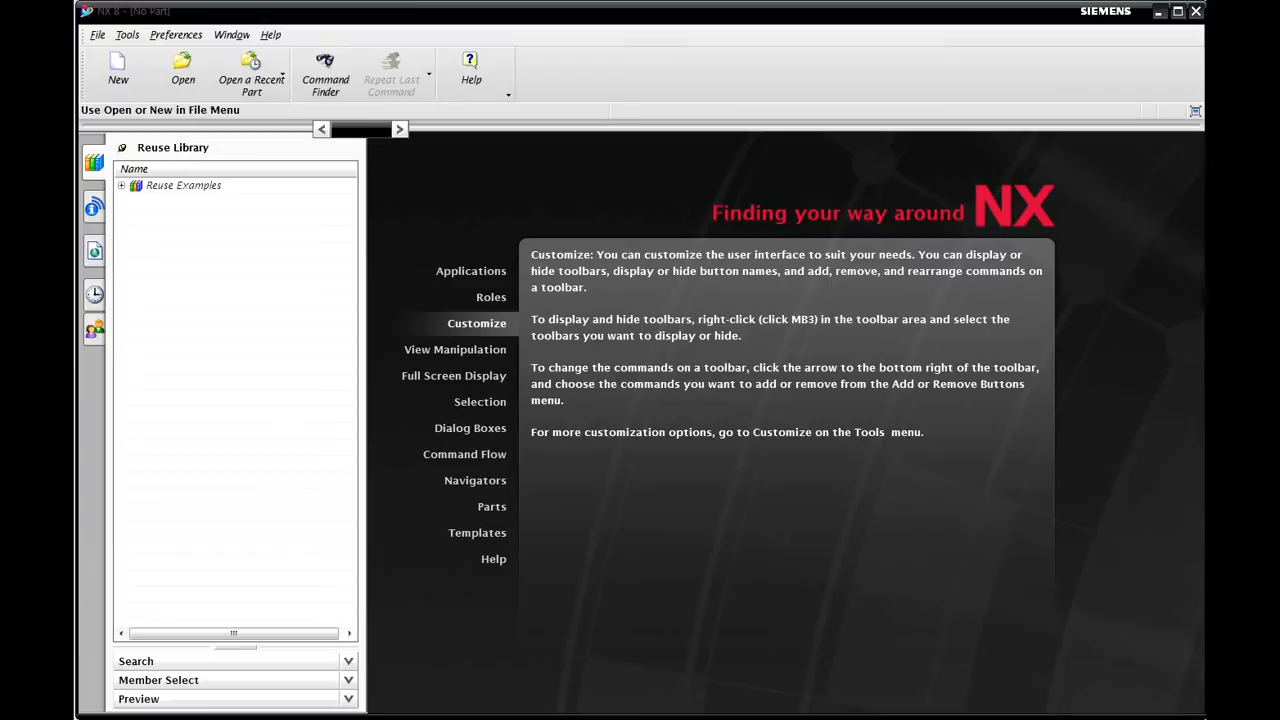 NX 8 - [No Part]
SIEMENS
File Tools Preferences Window Help
New
Open
Open a Recent
Part
Command
Finder
Repeat Last
Command
Help
Use Open or New in File Menu
Reuse Library
Name
Reuse Examples
Search
Member Select
Preview
Finding your way around NX
Applications
Roles
Customize
View Manipulation
Full Screen Display
Selection
Dialog Boxes
Command Flow
Navigators
Parts
Templates
Help
Customize: You can customize the user interface to suit your needs. You can display or
hide toolbars, display or hide button names, and add, remove, and rearrange commands on
a toolbar.
To display and hide toolbars, right-click (click MB3) in the toolbar area and select the
toolbars you want to display or hide.
To change the commands on a toolbar, click the arrow to the bottom right of the toolbar,
and choose the commands you want to add or remove from the Add or Remove Buttons
menu.
For more customization options, go to Customize on the Tools menu.